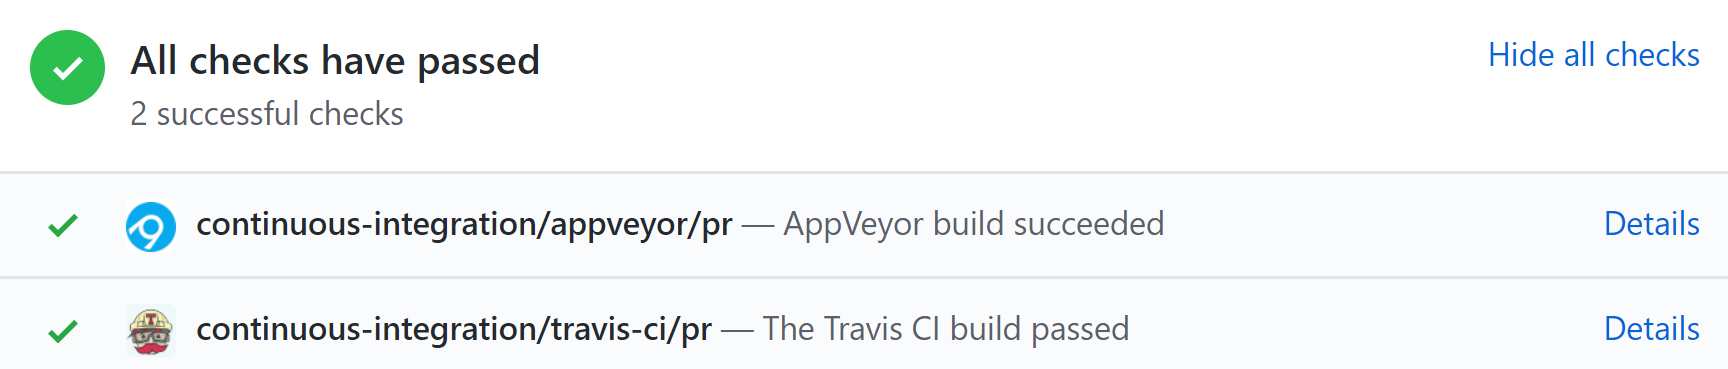 All checks have passed
Hide all checks
2 successful checks
continuous-integration/appveyor/pr — AppVeyor build succeeded
Details
continuous-integration/travis-ci/pr — The Travis CI build passed
Details